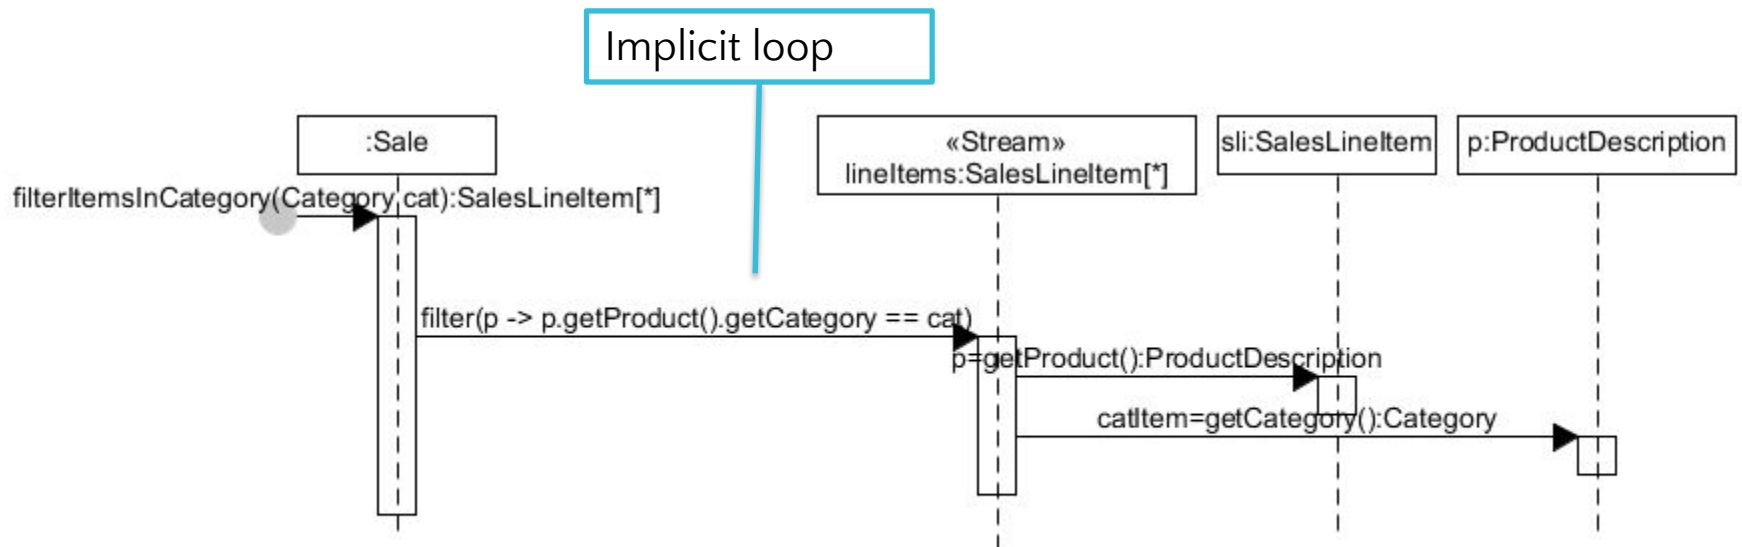 Implicit loop
:Sale
«Stream»
lineItems:SalesLineItem[*]
sli:SalesLineItem
p:ProductDescription
filterItemsInCategory(Category cat):SalesLineItem[*]
filter(p -> p.getProduct().getCategory == cat)
p=getProduct():ProductDescription
catItem=getCategory():Category